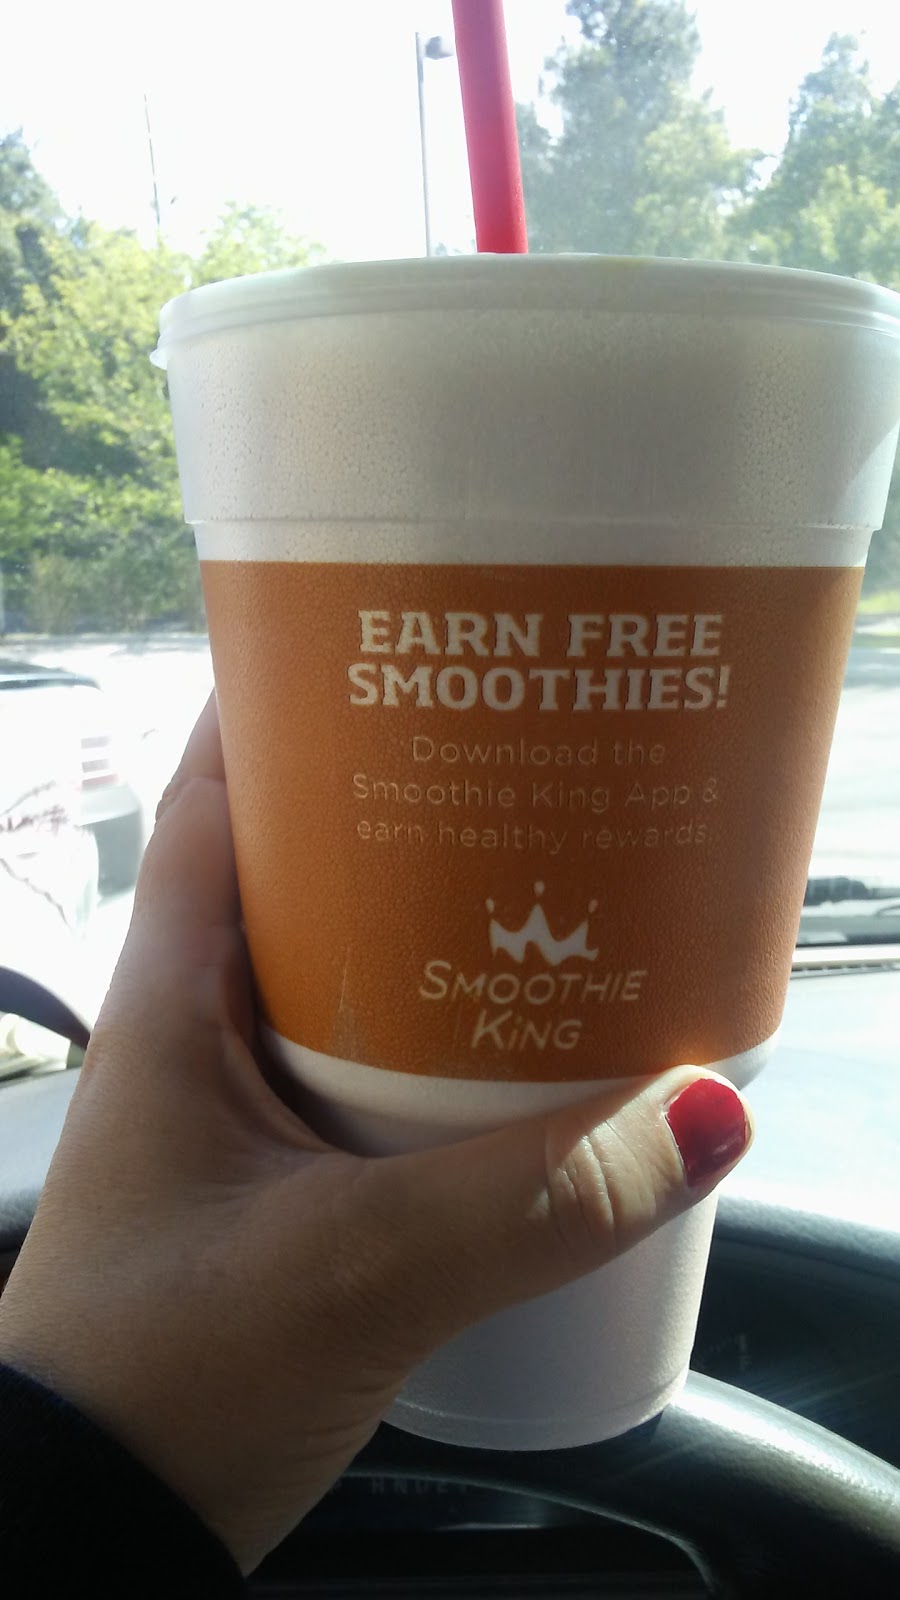 EARN FREE
SMOOTHIES!
Download the
Smoothie King App &
earn healthy rewards.
SMOOTHIE
KiNG